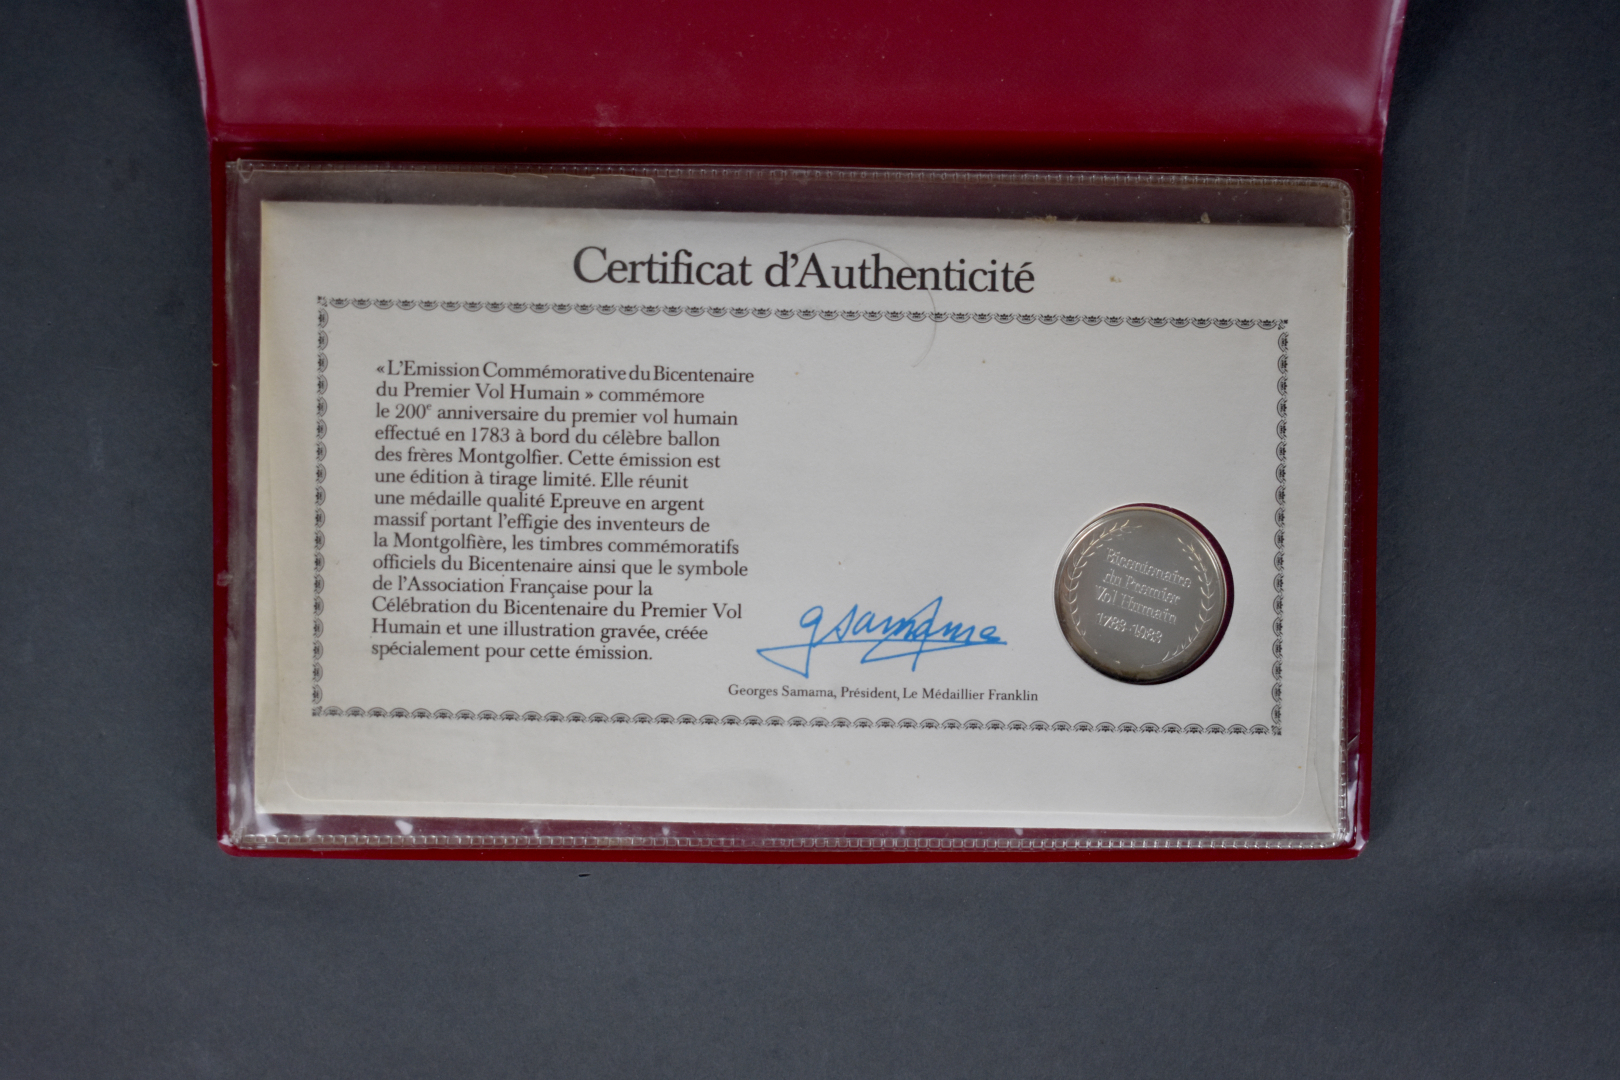 Certificat d'Authenticité
« L'Emission Commémorative du Bicentenaire
du Premier Vol Humain » commémore
le 200e anniversaire du premier vol humain
effectué en 1783 à bord du célèbre ballon
des frères Montgolfier. Cette émission est
une édition à tirage limité. Elle réunit
une médaille qualité Epreuve en argent
massif portant l'effigie des inventeurs de
la Montgolfière, les timbres commémoratifs
officiels du Bicentenaire ainsi que le symbole
de l'Association Française pour la
Célébration du Bicentenaire du Premier Vol
Humain et une illustration gravée, créée
spécialement pour cette émission.
gsamama
Georges Samama, Président, Le Médaillier Franklin
Bicentenaire
du Premier
Vol Humain
1783-1983